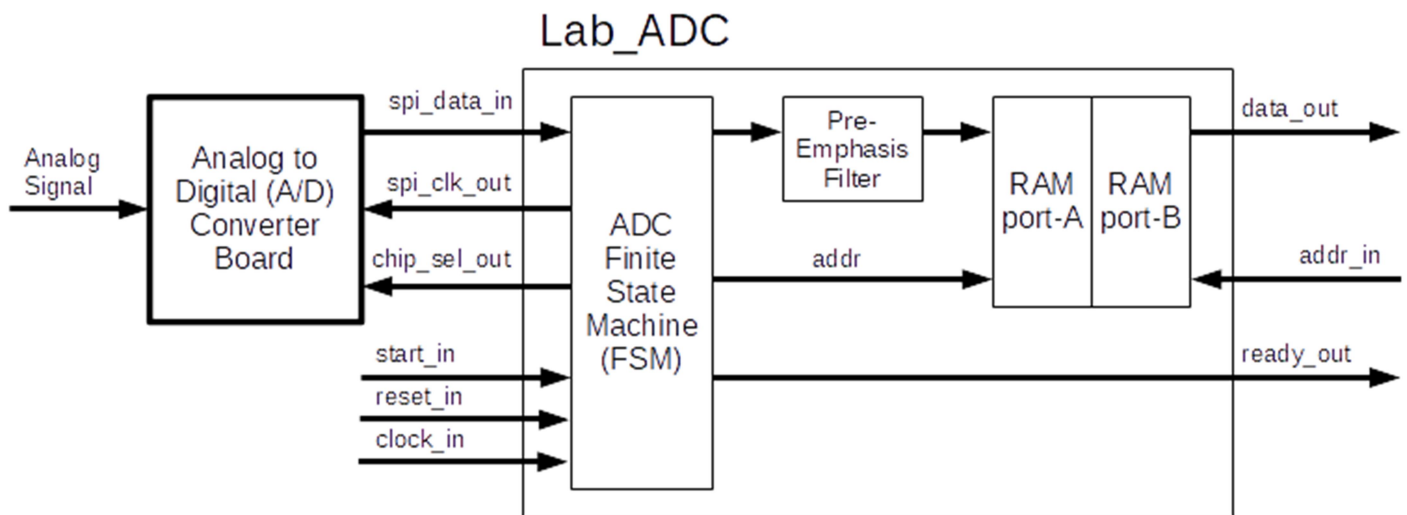 Lab_ADC
Analog
Signal
Analog to
Digital (A/D)
Converter
Board
spi_data_in
spi_clk_out
chip_sel_out
start_in
reset_in
clock_in
ADC
Finite
State
Machine
(FSM)
Pre-
Emphasis
Filter
addr
RAM
port-A
RAM
port-B
data_out
addr_in
ready_out